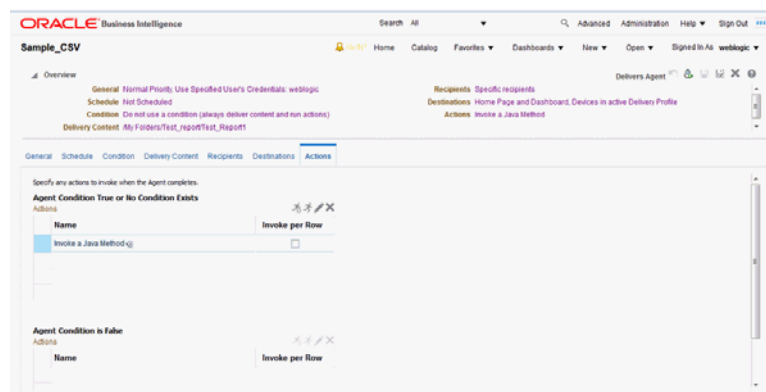 ORACLE Business Intelligence
Search All
Advanced Administration Help Sign Out
Sample_CSV
Home Catalog Favorites Dashboards New Open Signed In As weblogic
Overview
Delivers Agent
General Normal Priority, Use Specified User's Credentials: weblogic
Schedule Not Scheduled
Condition Do not use a condition (always deliver content and run actions)
Delivery Content /My Folders/Test_report/Test_Report1
Recipients Specific recipients
Destinations Home Page and Dashboard, Devices in active Delivery Profile
Actions Invoke a Java Method
General Schedule Condition Delivery Content Recipients Destinations Actions
Specify any actions to invoke when the Agent completes.
Agent Condition True or No Condition Exists
Actions
Name Invoke per Row
Invoke a Java Method
Agent Condition is False
Actions
Name Invoke per Row